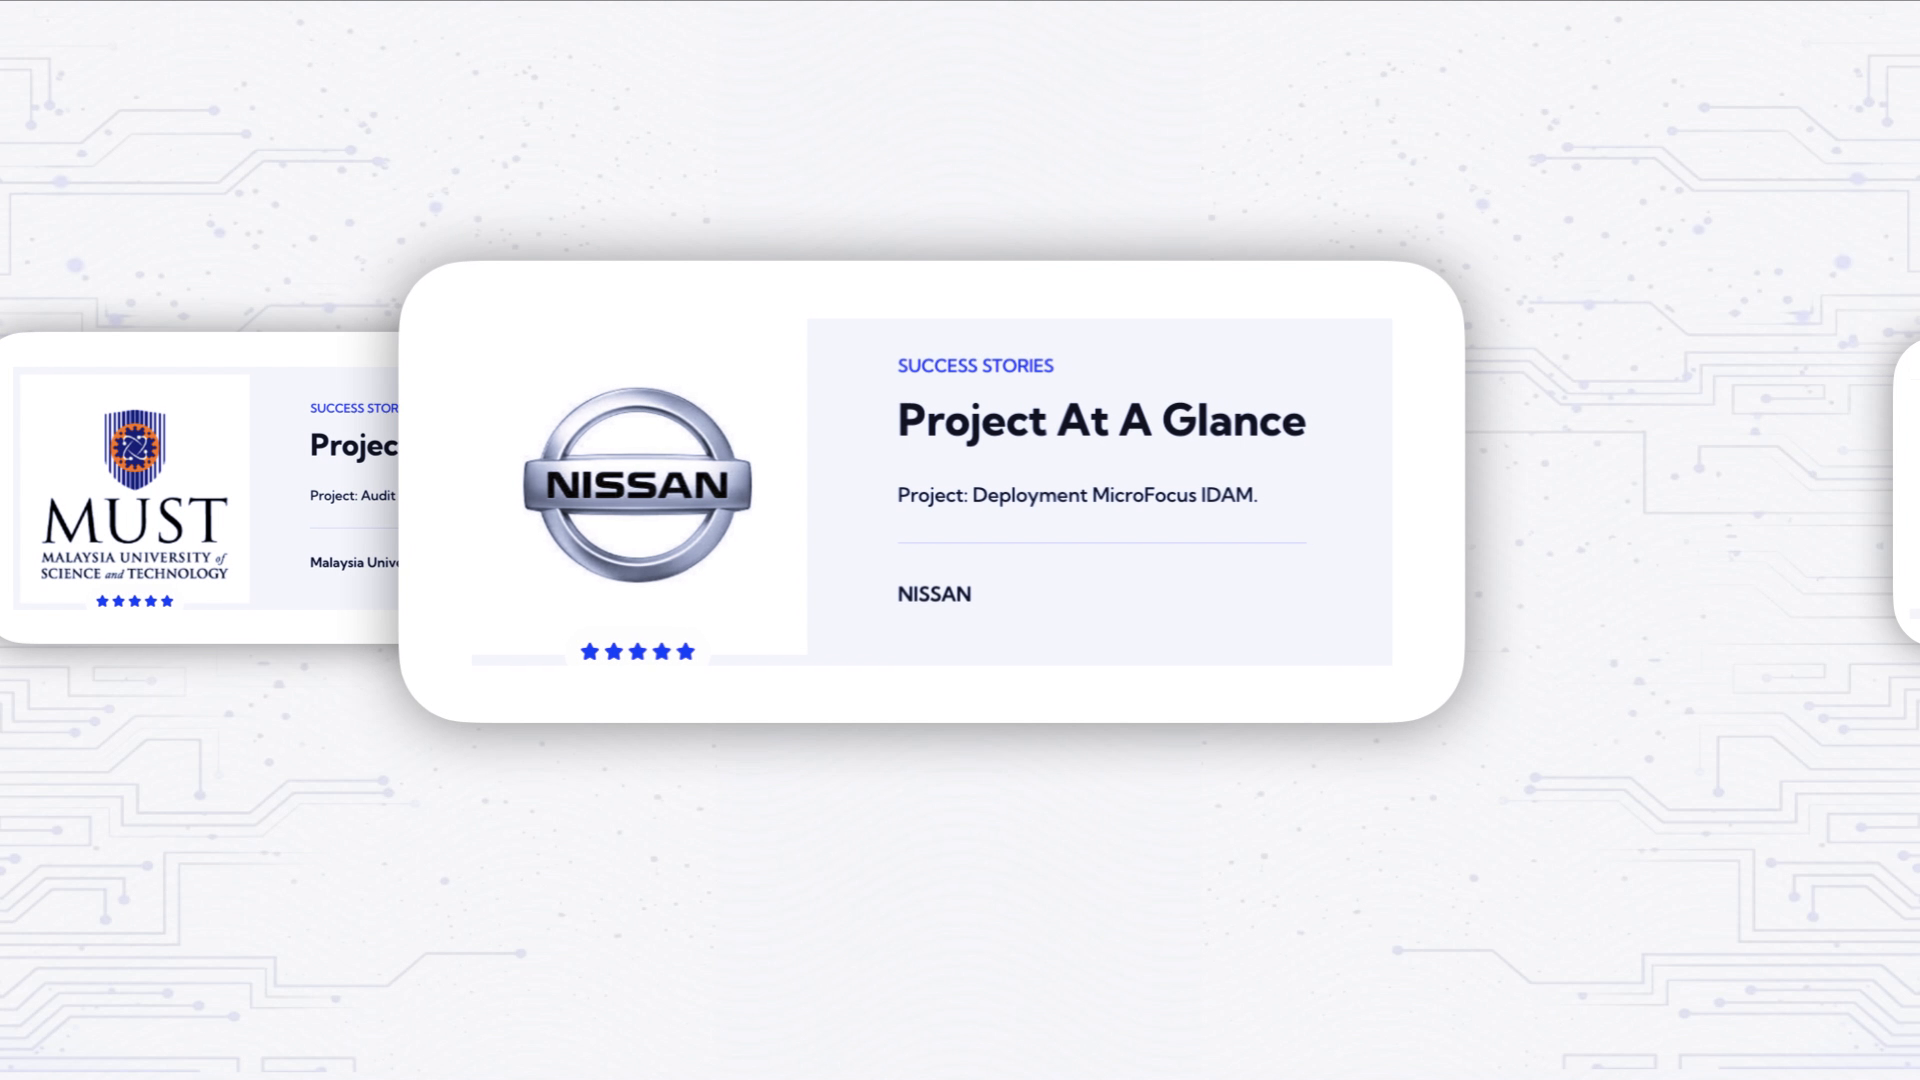 MUST
MALAYSIA UNIVERSITY of
SCIENCE and TECHNOLOGY
SUCCESS STOR
Projec
Project: Audit
Malaysia Unive
NISSAN
SUCCESS STORIES
Project At A Glance
Project: Deployment MicroFocus IDAM.
NISSAN